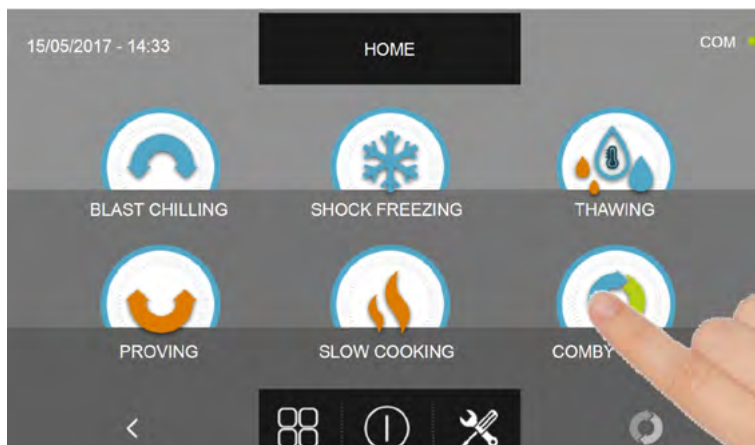 15/05/2017 - 14:33
HOME
COM
BLAST CHILLING
SHOCK FREEZING
THAWING
PROVING
SLOW COOKING
COMBY